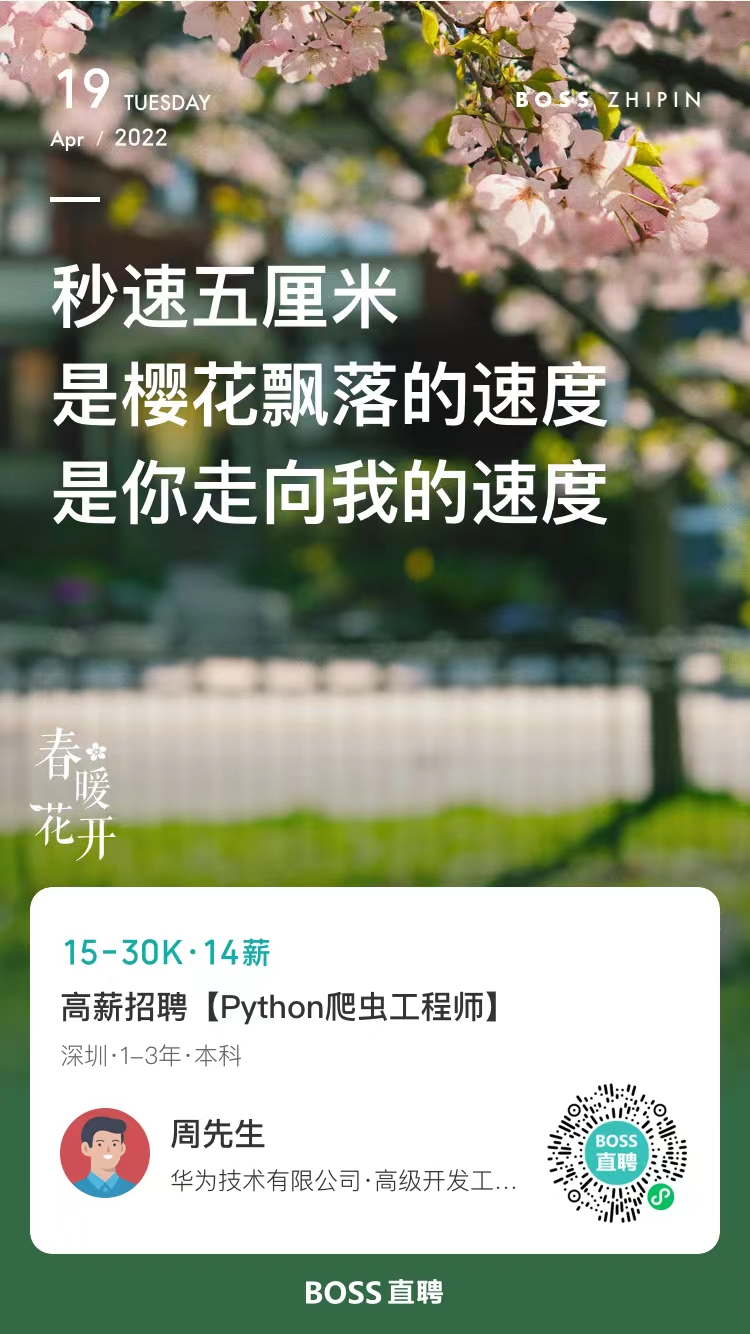 19 TUESDAY
Apr / 2022
BOSS ZHIPIN
秒速五厘米
是樱花飘落的速度
是你走向我的速度
春暖花开
15-30K·14薪
高薪招聘【Python爬虫工程师】
深圳·1-3年·本科
周先生
华为技术有限公司·高级开发工...
BOSS
直聘
BOSS直聘